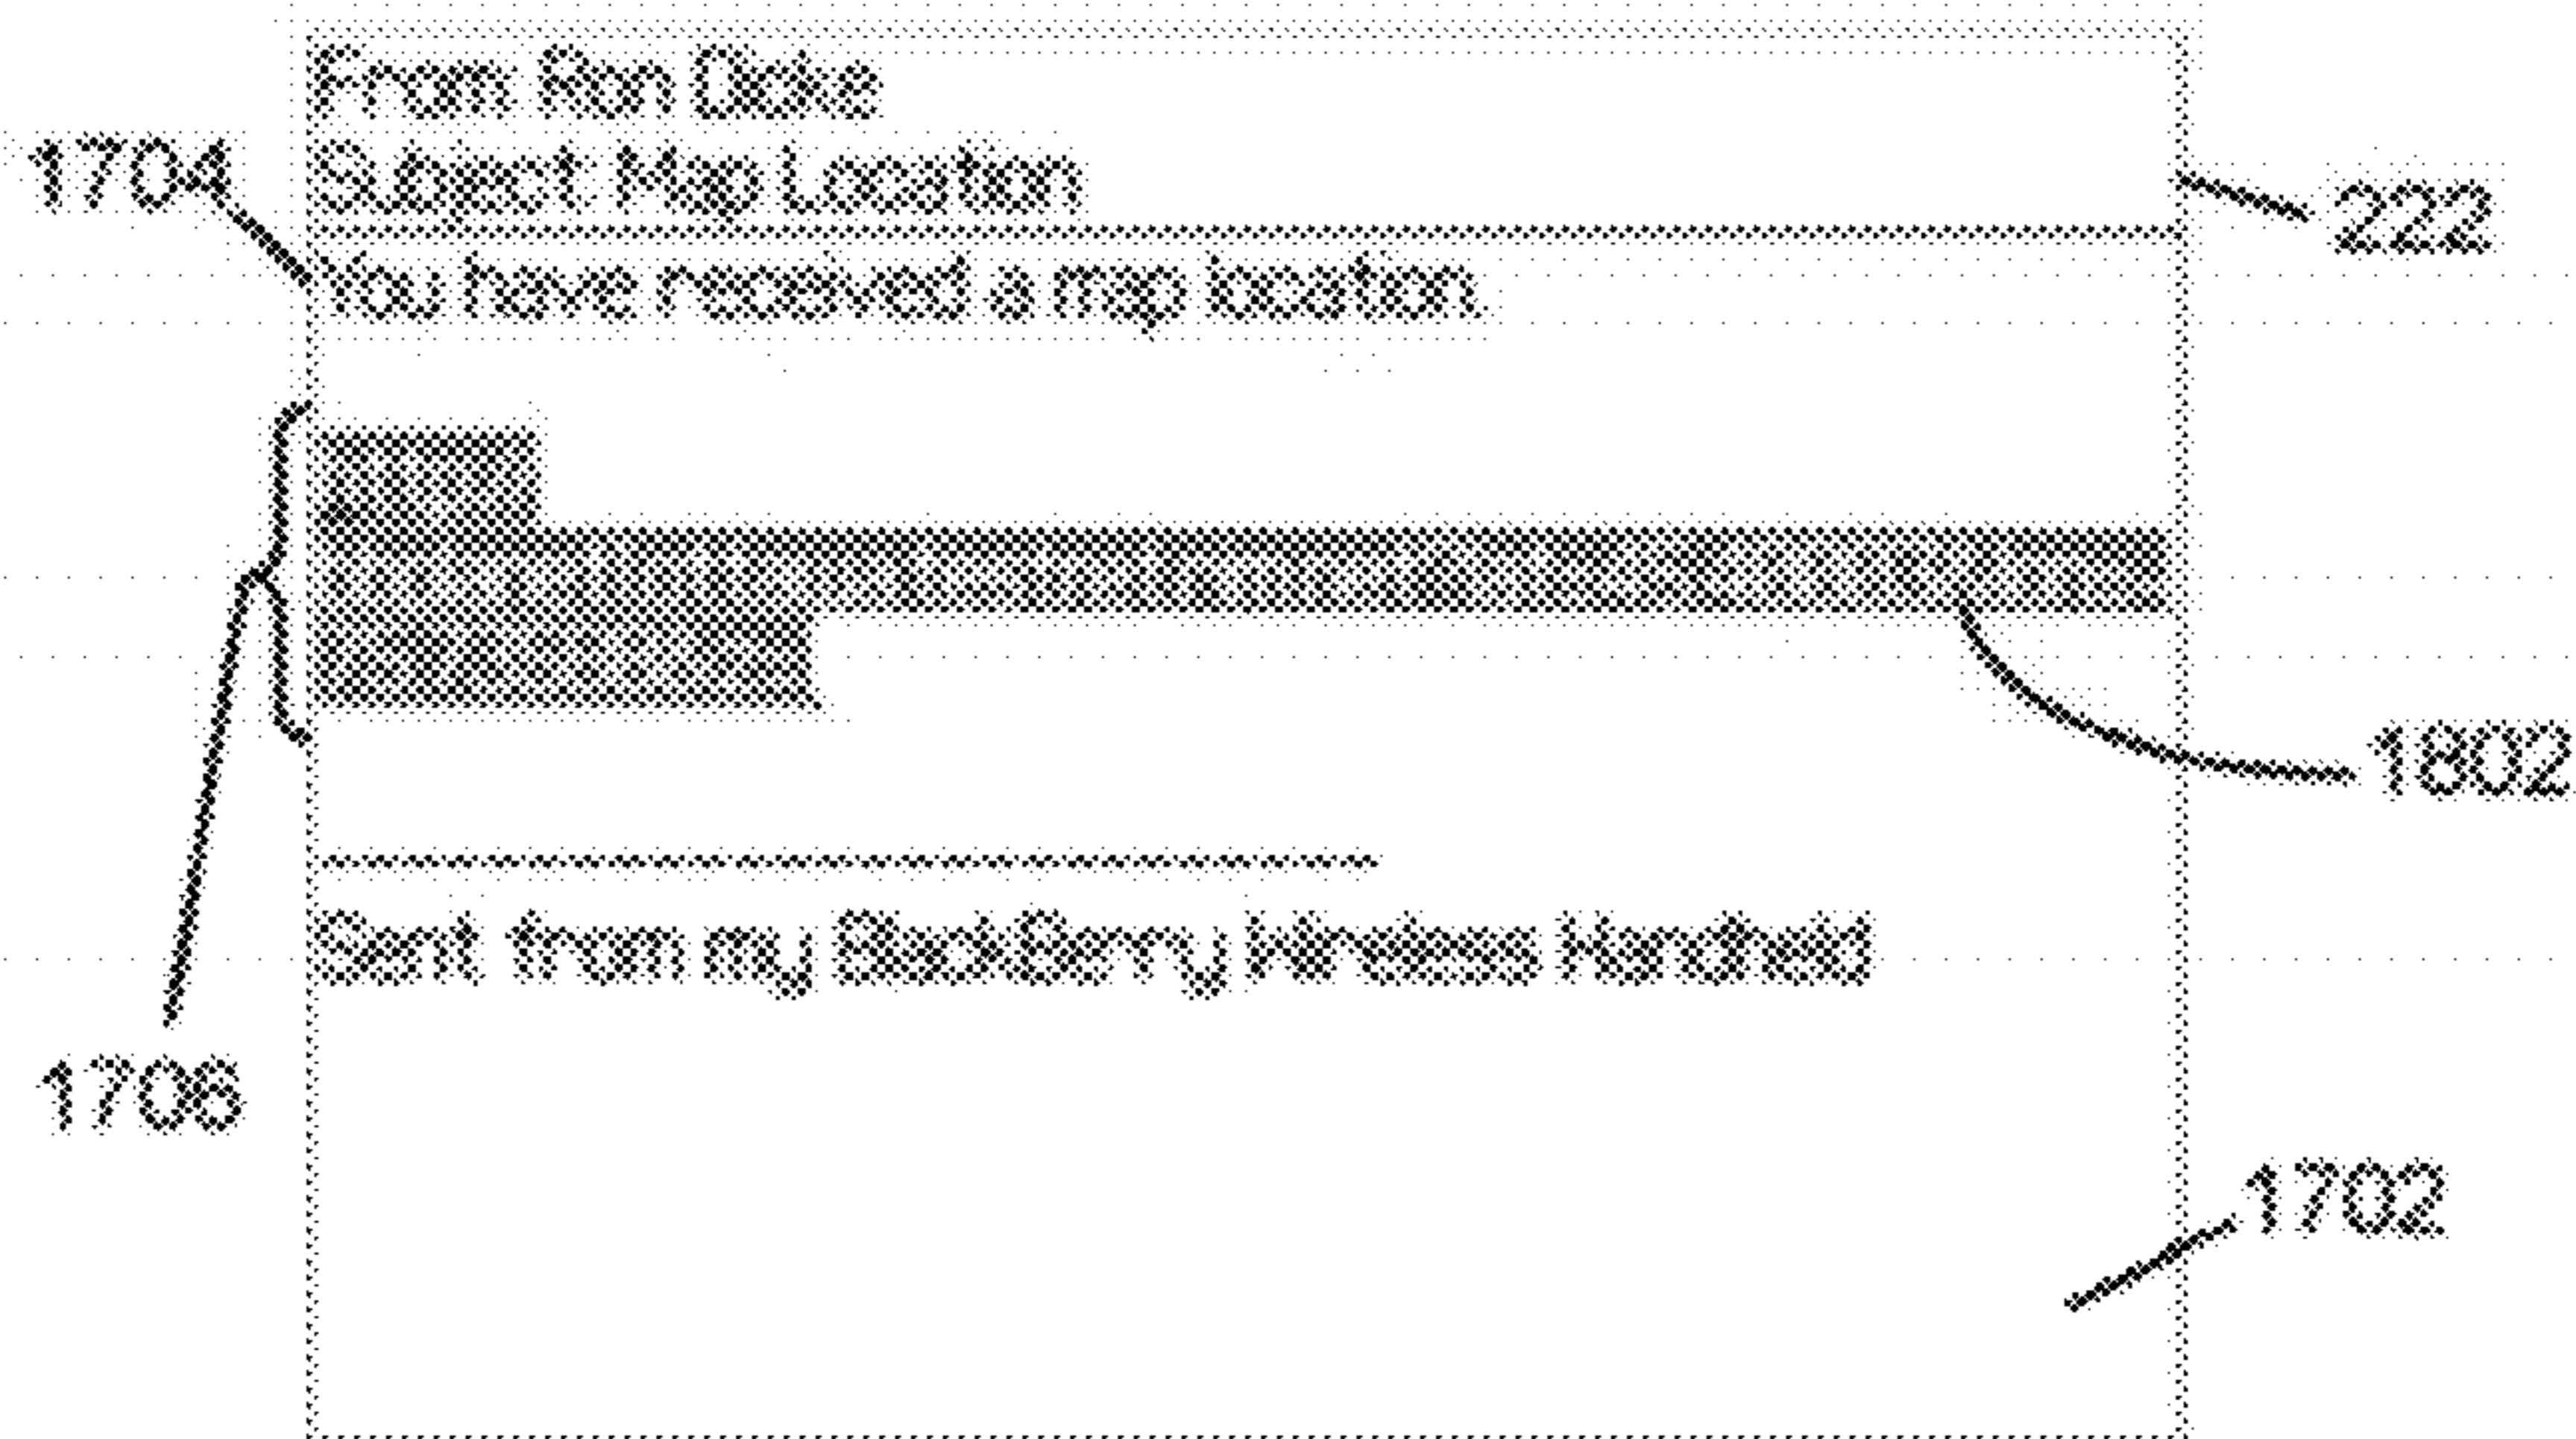 From Ron Dicke
Subject Map Location
1704
222
You have received a map location.
1802
Sent from my BlackBerry Wireless Handheld
1706
1702